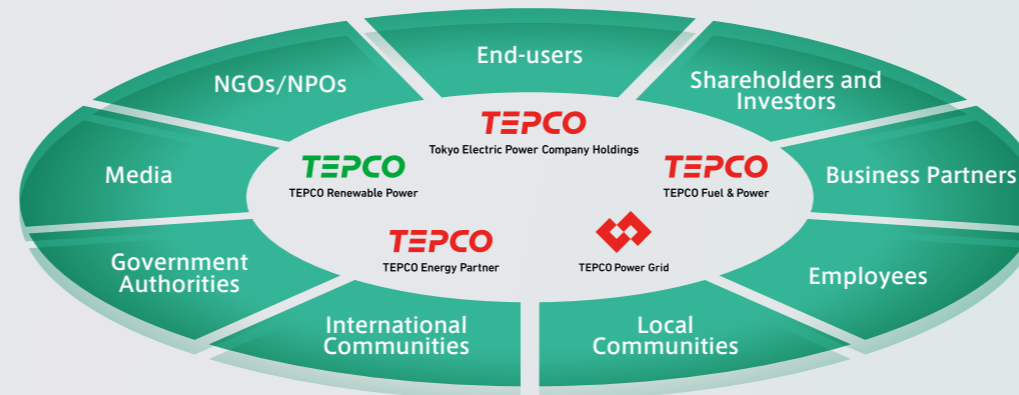 End-users
NGOs/NPOs
Shareholders and
Investors
TEPCO
Tokyo Electric Power Company Holdings
TEPCO
TEPCO Renewable Power
TEPCO
TEPCO Fuel & Power
Media
Business Partners
TEPCO
TEPCO Energy Partner
TEPCO Power Grid
Government
Authorities
Employees
International
Communities
Local
Communities